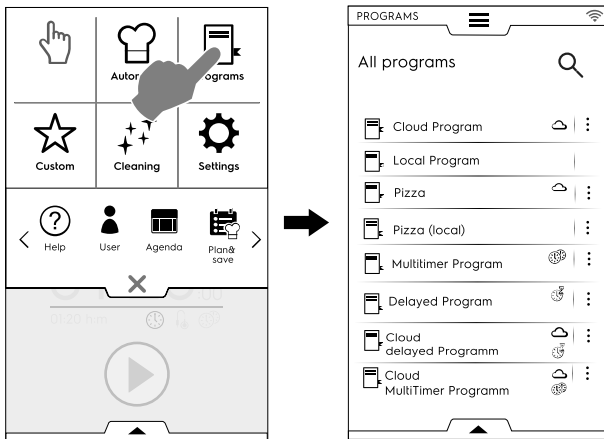 Autom
Programs
Custom
Cleaning
Settings
?
Help
User
Agenda
Plan&
save
01:20 h:m
PROGRAMS
All programs
Cloud Program
Local Program
Pizza
Pizza (local)
Multitimer Program
Delayed Program
Cloud
delayed Programm
Cloud
MultiTimer Programm